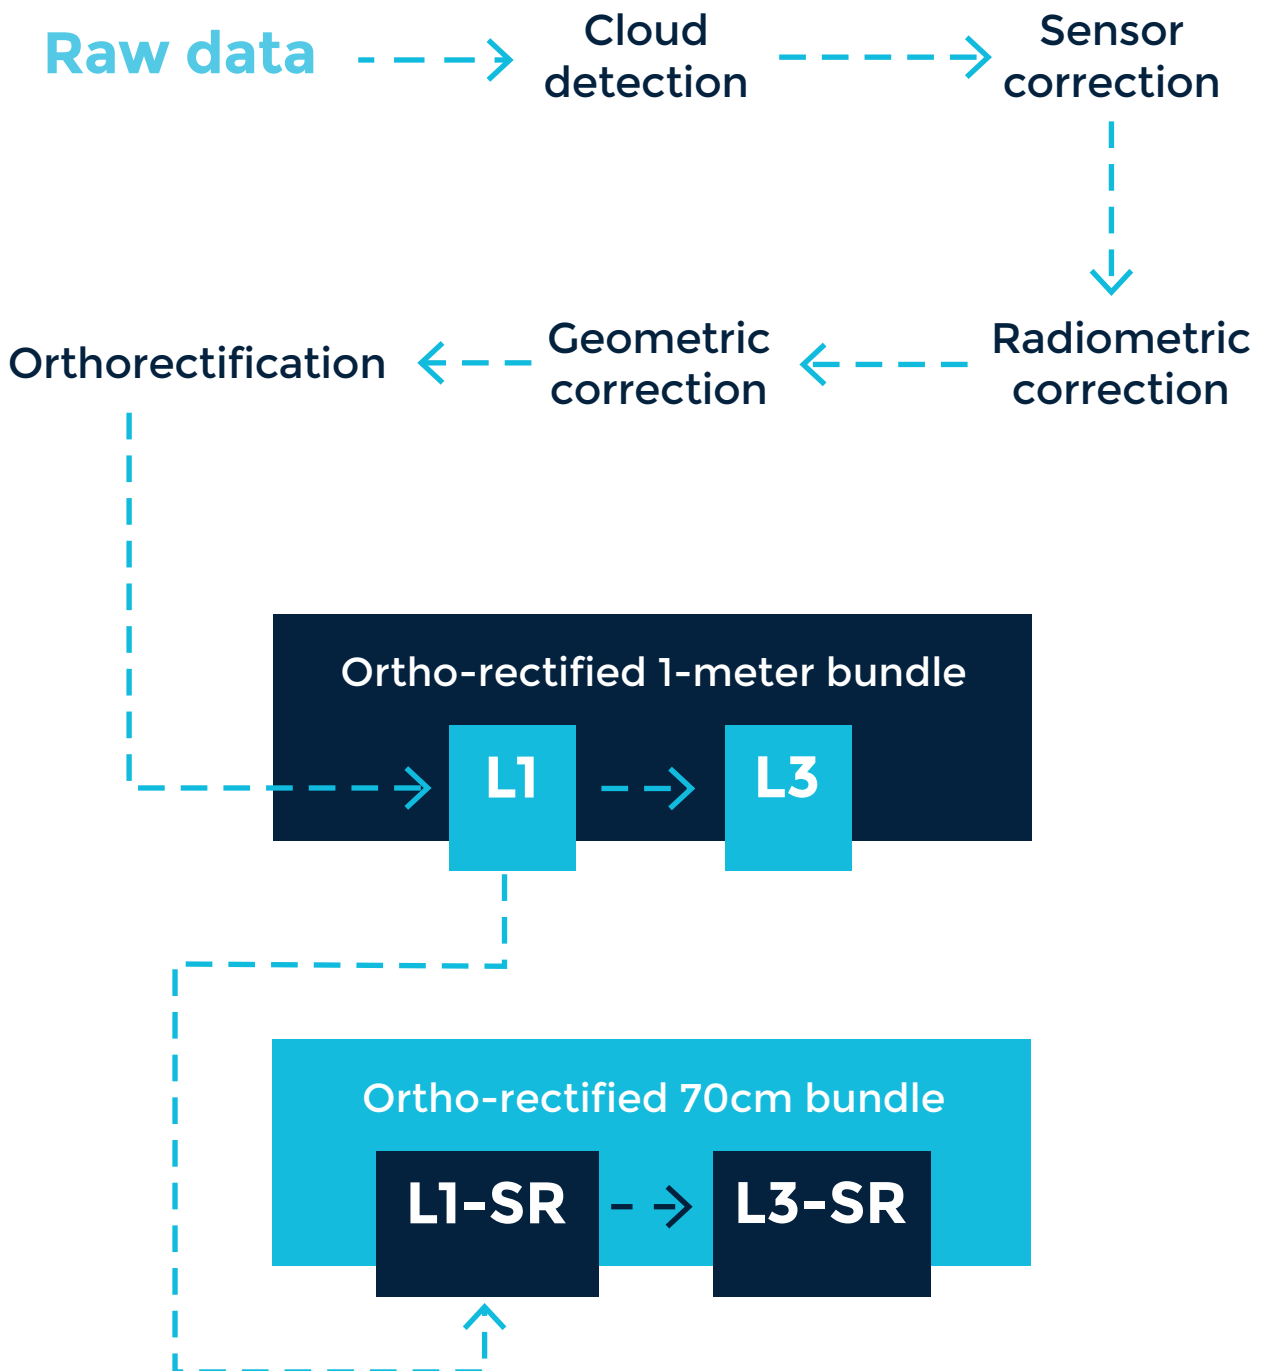 Raw data
Cloud
detection
Sensor
correction
Orthorectification
Geometric
correction
Radiometric
correction
Ortho-rectified 1-meter bundle
L1
L3
Ortho-rectified 70cm bundle
L1-SR
L3-SR